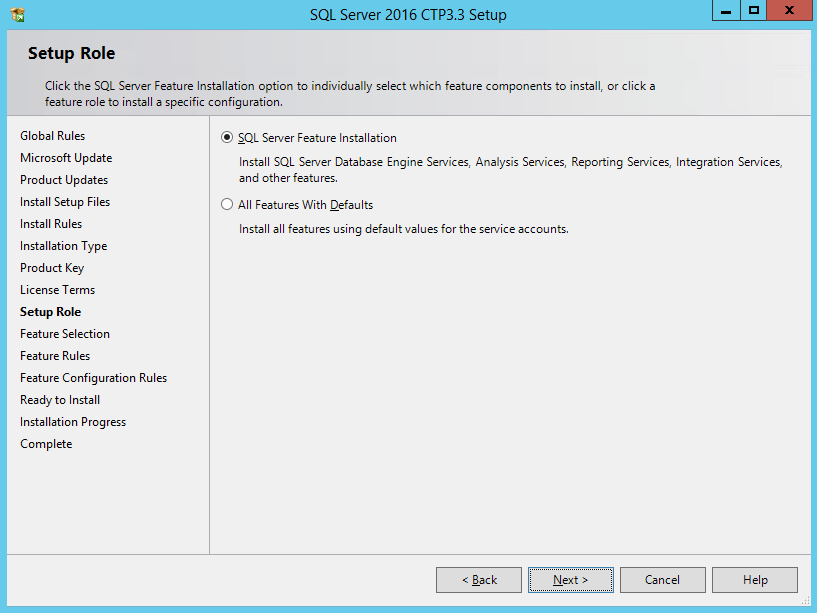 SQL Server 2016 CTP3.3 Setup
Setup Role
Click the SQL Server Feature Installation option to individually select which feature components to install, or click a
feature role to install a specific configuration.
Global Rules
Microsoft Update
Product Updates
Install Setup Files
Install Rules
Installation Type
Product Key
License Terms
Setup Role
Feature Selection
Feature Rules
Feature Configuration Rules
Ready to Install
Installation Progress
Complete
SQL Server Feature Installation
Install SQL Server Database Engine Services, Analysis Services, Reporting Services, Integration Services,
and other features.
All Features With Defaults
Install all features using default values for the service accounts.
< Back
Next >
Cancel
Help